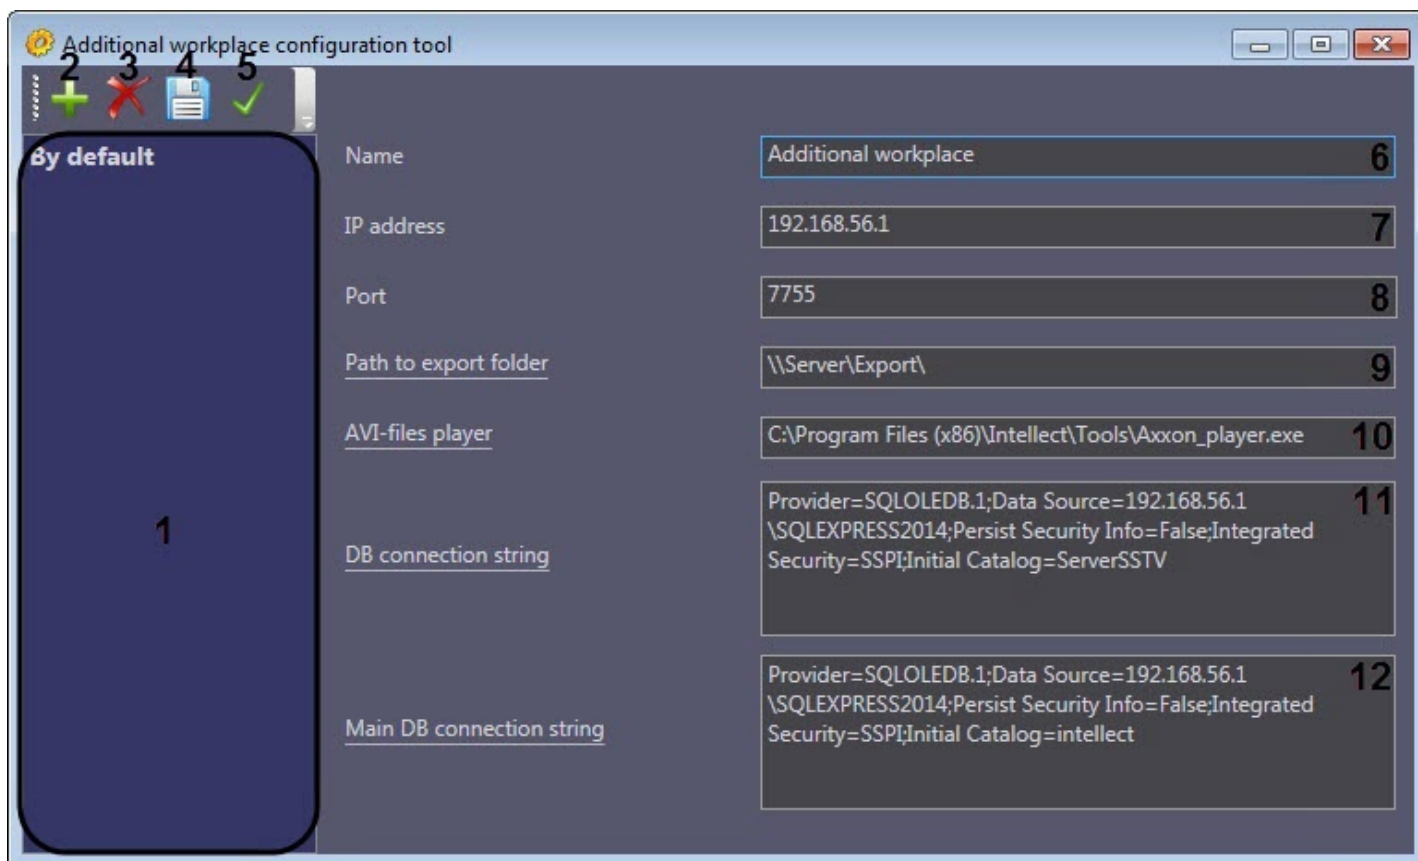 Additional workplace configuration tool
2 3 4 5
By default
1
Name
Additional workplace 6
IP address
192.168.56.1 7
Port
7755 8
Path to export folder
\\Server\Export\ 9
AVI-files player
C:\Program Files (x86)\Intellect\Tools\Axxon_player.exe 10
DB connection string
Provider=SQLOLEDB.1;Data Source=192.168.56.1 11
\SQLEXPRESS2014;Persist Security Info=False;Integrated
Security=SSPI;Initial Catalog=ServerSSTV
Main DB connection string
Provider=SQLOLEDB.1;Data Source=192.168.56.1 12
\SQLEXPRESS2014;Persist Security Info=False;Integrated
Security=SSPI;Initial Catalog=intellect